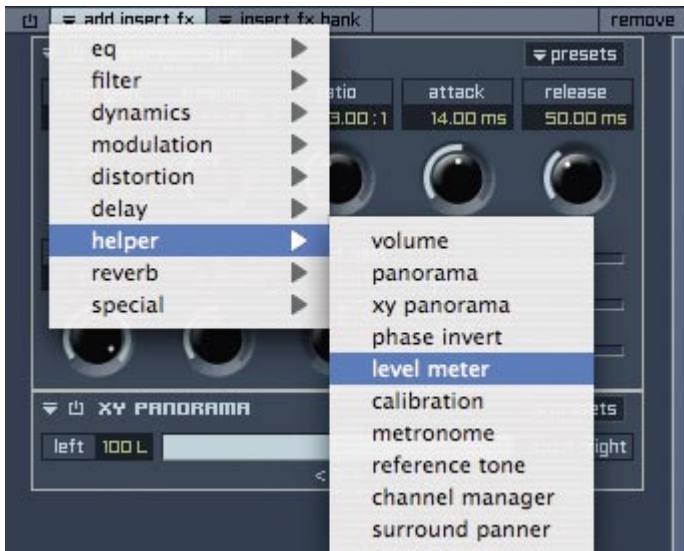 add insert fx insert fx bank remove
eq
presets
filter
attack release
dynamics
3.00:1 14.00 ms 50.00 ms
modulation
distortion
delay
helper
volume
reverb
panorama
special
xy panorama
phase invert
level meter
XY PANORAMA
calibration
left 100 L
metronome
reference tone
channel manager
surround panner